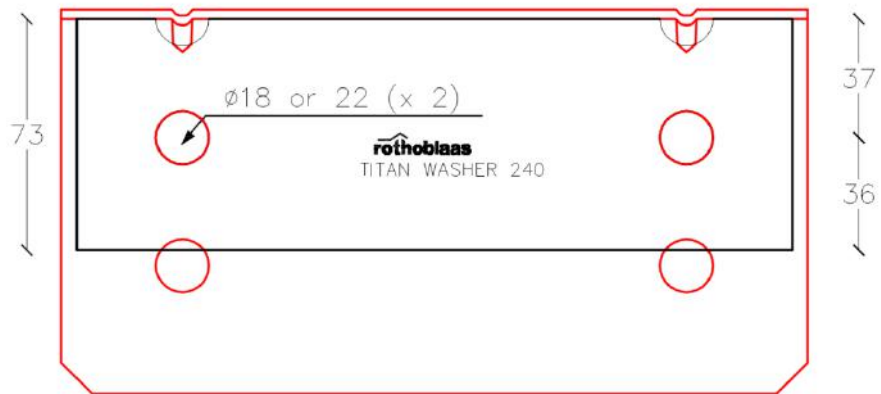 37
Ø18 or 22 (x 2)
73
rothoblaas
TITAN WASHER 240
36